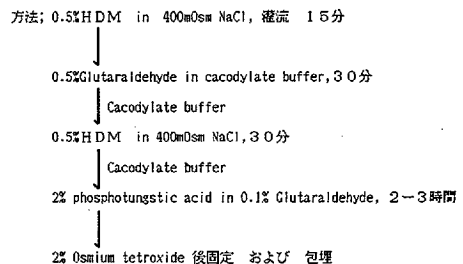 方法; 0.5%HDM in 400mOsm NaCl, 灌流 15分
0.5%Glutaraldehyde in cacodylate buffer,30分
Cacodylate buffer
0.5%HDM in 400mOsm NaCl,30分
Cacodylate buffer
2% phosphotungstic acid in 0.1% Glutaraldehyde, 2-3時間
2% Osmium tetroxide 後固定 および 包埋